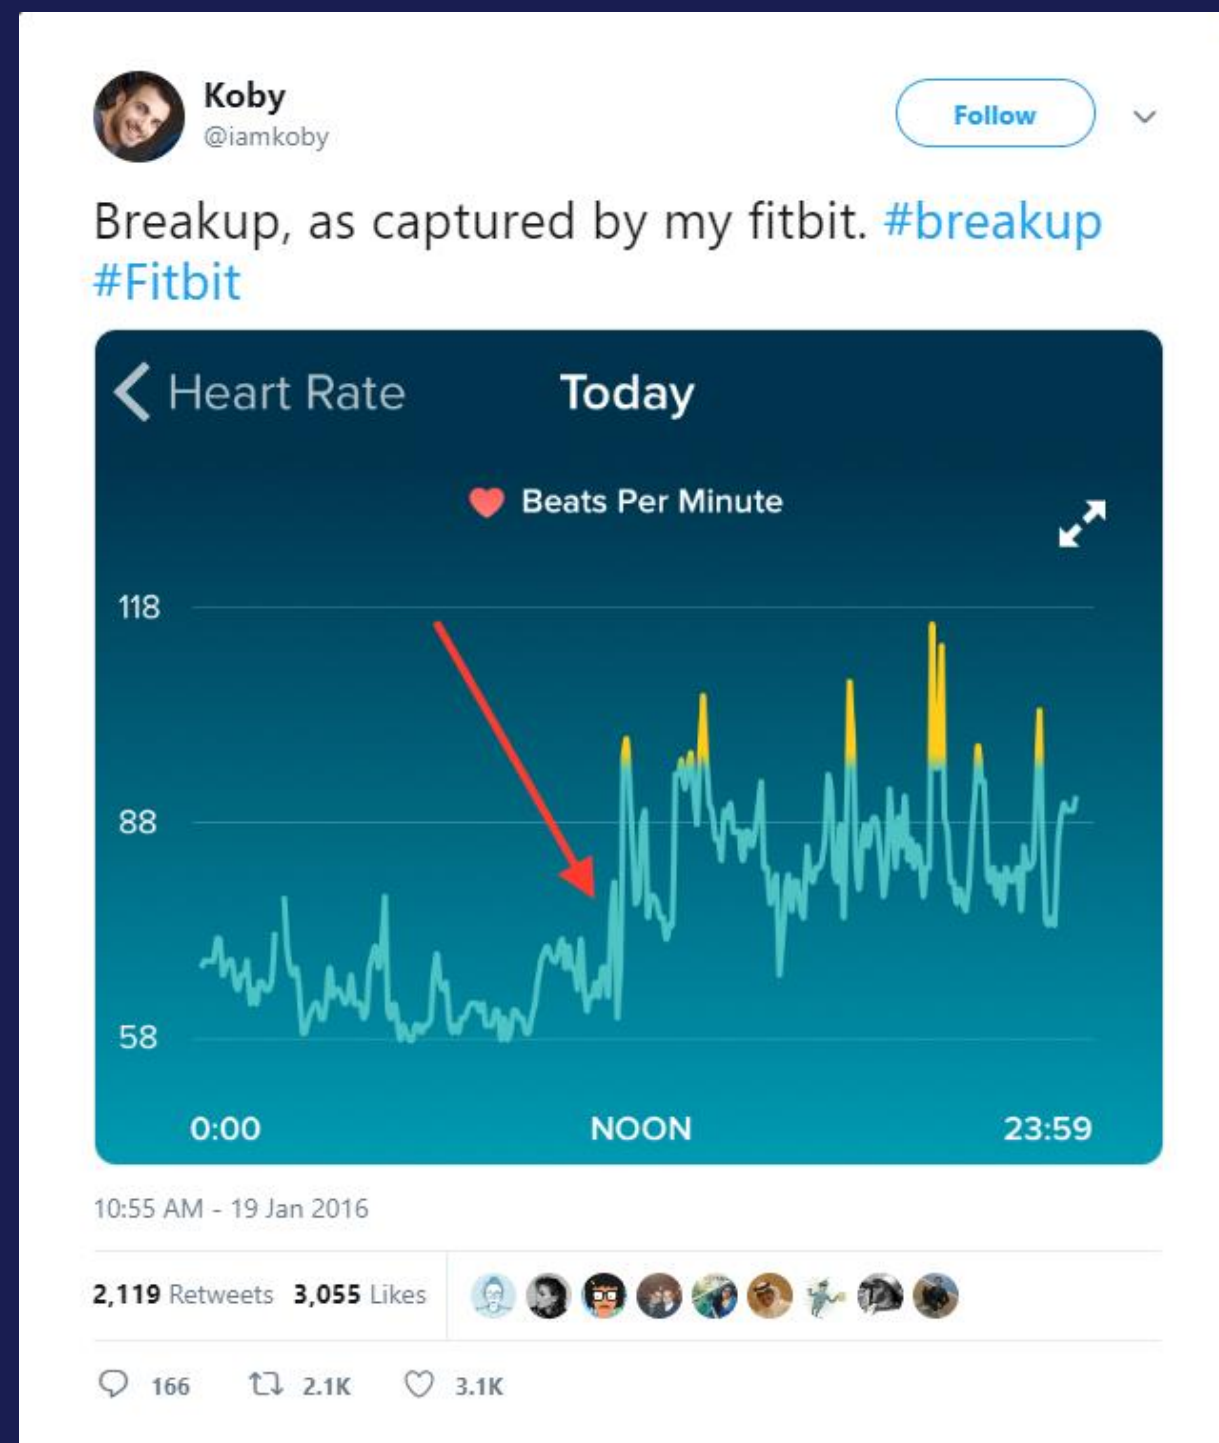 Koby
@iamkoby
Follow
Breakup, as captured by my fitbit. #breakup
#Fitbit
Heart Rate
Today
Beats Per Minute
118
88
58
0:00 NOON 23:59
10:55 AM - 19 Jan 2016
2,119 Retweets 3,055 Likes
166 2.1K 3.1K